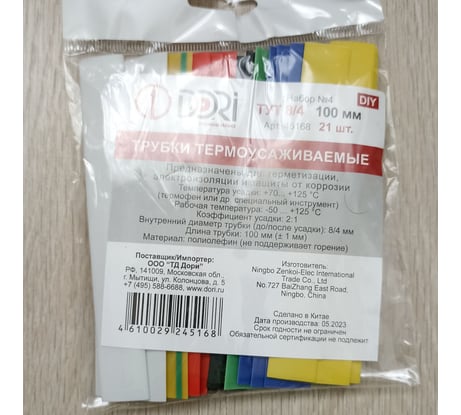 DORi
Набор №4
DIY
ТУТ 8/4 100 мм
Арт. 45168 21 шт.
ТРУБКИ ТЕРМОУСАЖИВАЕМЫЕ
Предназначены для герметизации,
электроизоляции и защиты от коррозии
Температура усадки: +70... +125 °C
(термофен или др. специальный инструмент)
Рабочая температура: -50 ... +125 °C
Коэффициент усадки: 2:1
Внутренний диаметр трубки (до/после усадки): 8/4 мм
Длина трубки: 100 мм (± 1 мм)
Материал: полиолефин (не поддерживает горение)
Поставщик/Импортер:
ООО "ТД Дори"
РФ, 141009, Московская обл.,
г. Мытищи, ул. Колонцова, д. 5
+7 (495) 588-6688, www.dori.ru
Изготовитель:
Ningbo Zenkoi-Elec International
Trade Co., Ltd
No.727 BaiZhang East Road,
Ningbo, China
4 610029 245168
Сделано в Китае
Дата производства: 05.2023
Срок годности не ограничен
Обязательной сертификации не подлежит